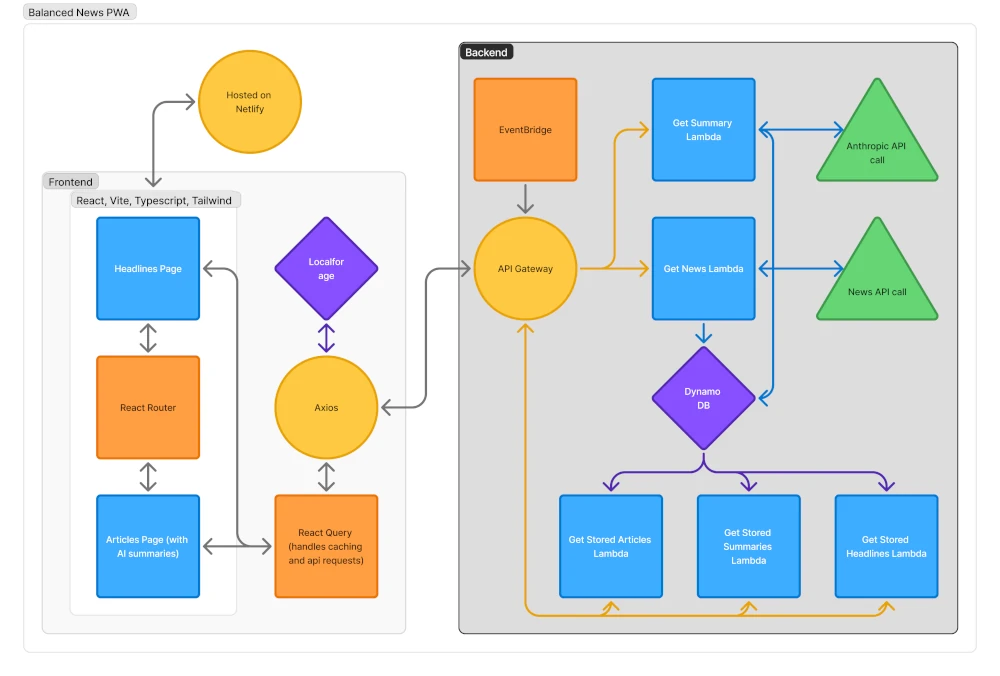 Balanced News PWA
Hosted on
Netlify
Frontend
React, Vite, Typescript, Tailwind
Headlines Page
Localfor
age
React Router
Axios
Articles Page (with
AI summaries)
React Query
(handles caching
and api requests)
Backend
EventBridge
Get Summary
Lambda
Anthropic API
call
API Gateway
Get News Lambda
News API call
Dynamo
DB
Get Stored Articles
Lambda
Get Stored
Summaries
Lambda
Get Stored
Headlines Lambda